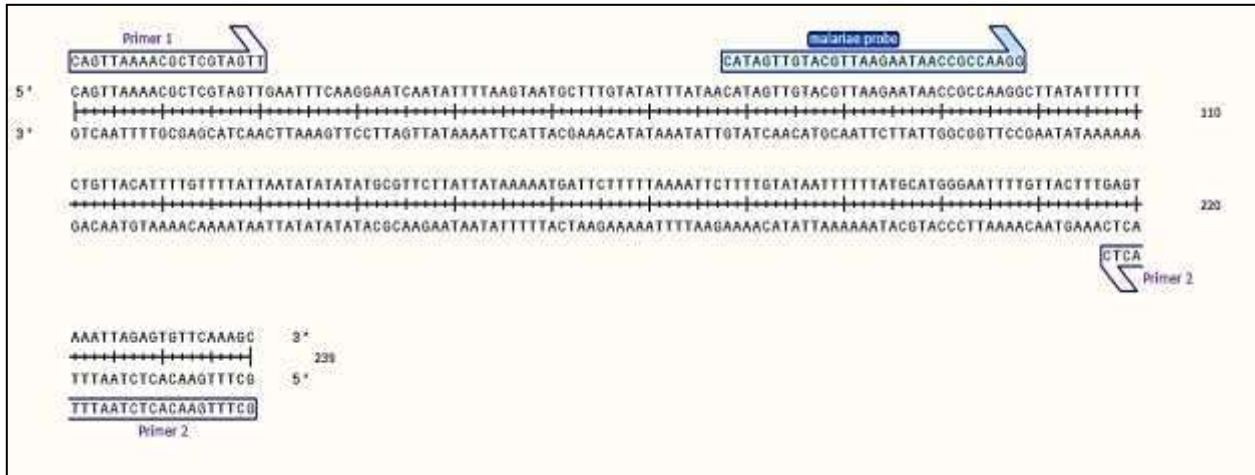 Primer 1
malariae probe
CAGTTAAAACGCTCGTAGTT
CATAGTTGTACGTTAAGAATAACCGCCAAGG
5' CAGTTAAAACGCTCGTAGTTGAATTTCAAGGAATCAATATTTTAAGTAATGCTTTGTATATTTATAACATAGTTGTACGTTAAGAATAACCGCCAAGGCTTATATTTTTT
110
3' GTCAATTTTGCGAGCATCAACTTAAAGTTCCTTAGTTATAAAATTCATTACGAAACATATAAATATTGTATCAACATGCAATTCTTATTGGCGGTTCCGAATATAAAAAA
CTGTTACATTTTGTTTTATTAATATATATATGCGTTCTTATTATAAAAATGATTCTTTTTAAAATTCTTTTGTATAATTTTTTATGCATGGGAATTTTGTTACTTTGAGT
220
GACAATGTAAAACAAAATAATTATATATATACGCAAGAATAATATTTTTACTAAGAAAAATTTTAAGAAAACATATTAAAAAATACGTACCCTTAAAACAATGAAACTCA
CTCA
Primer 2
AAATTAGAGTGTTCAAAGC 3'
239
TTTAATCTCACAAGTTTCG 5'
TTTAATCTCACAAGTTTCG
Primer 2